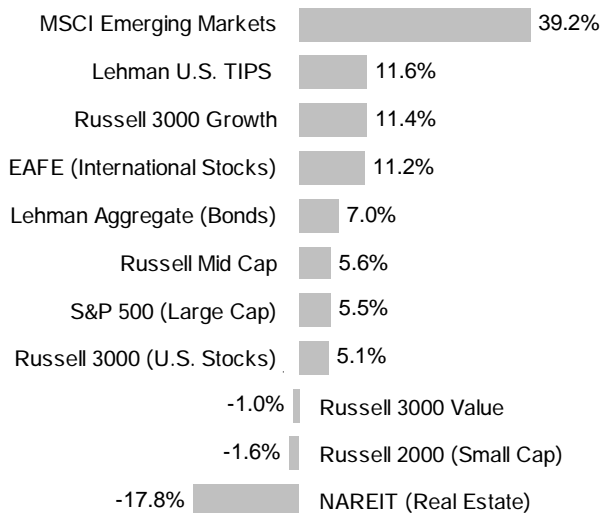 MSCI Emerging Markets 39.2%
Lehman U.S. TIPS 11.6%
Russell 3000 Growth 11.4%
EAFE (International Stocks) 11.2%
Lehman Aggregate (Bonds) 7.0%
Russell Mid Cap 5.6%
S&P 500 (Large Cap) 5.5%
Russell 3000 (U.S. Stocks) 5.1%
-1.0% Russell 3000 Value
-1.6% Russell 2000 (Small Cap)
-17.8% NAREIT (Real Estate)